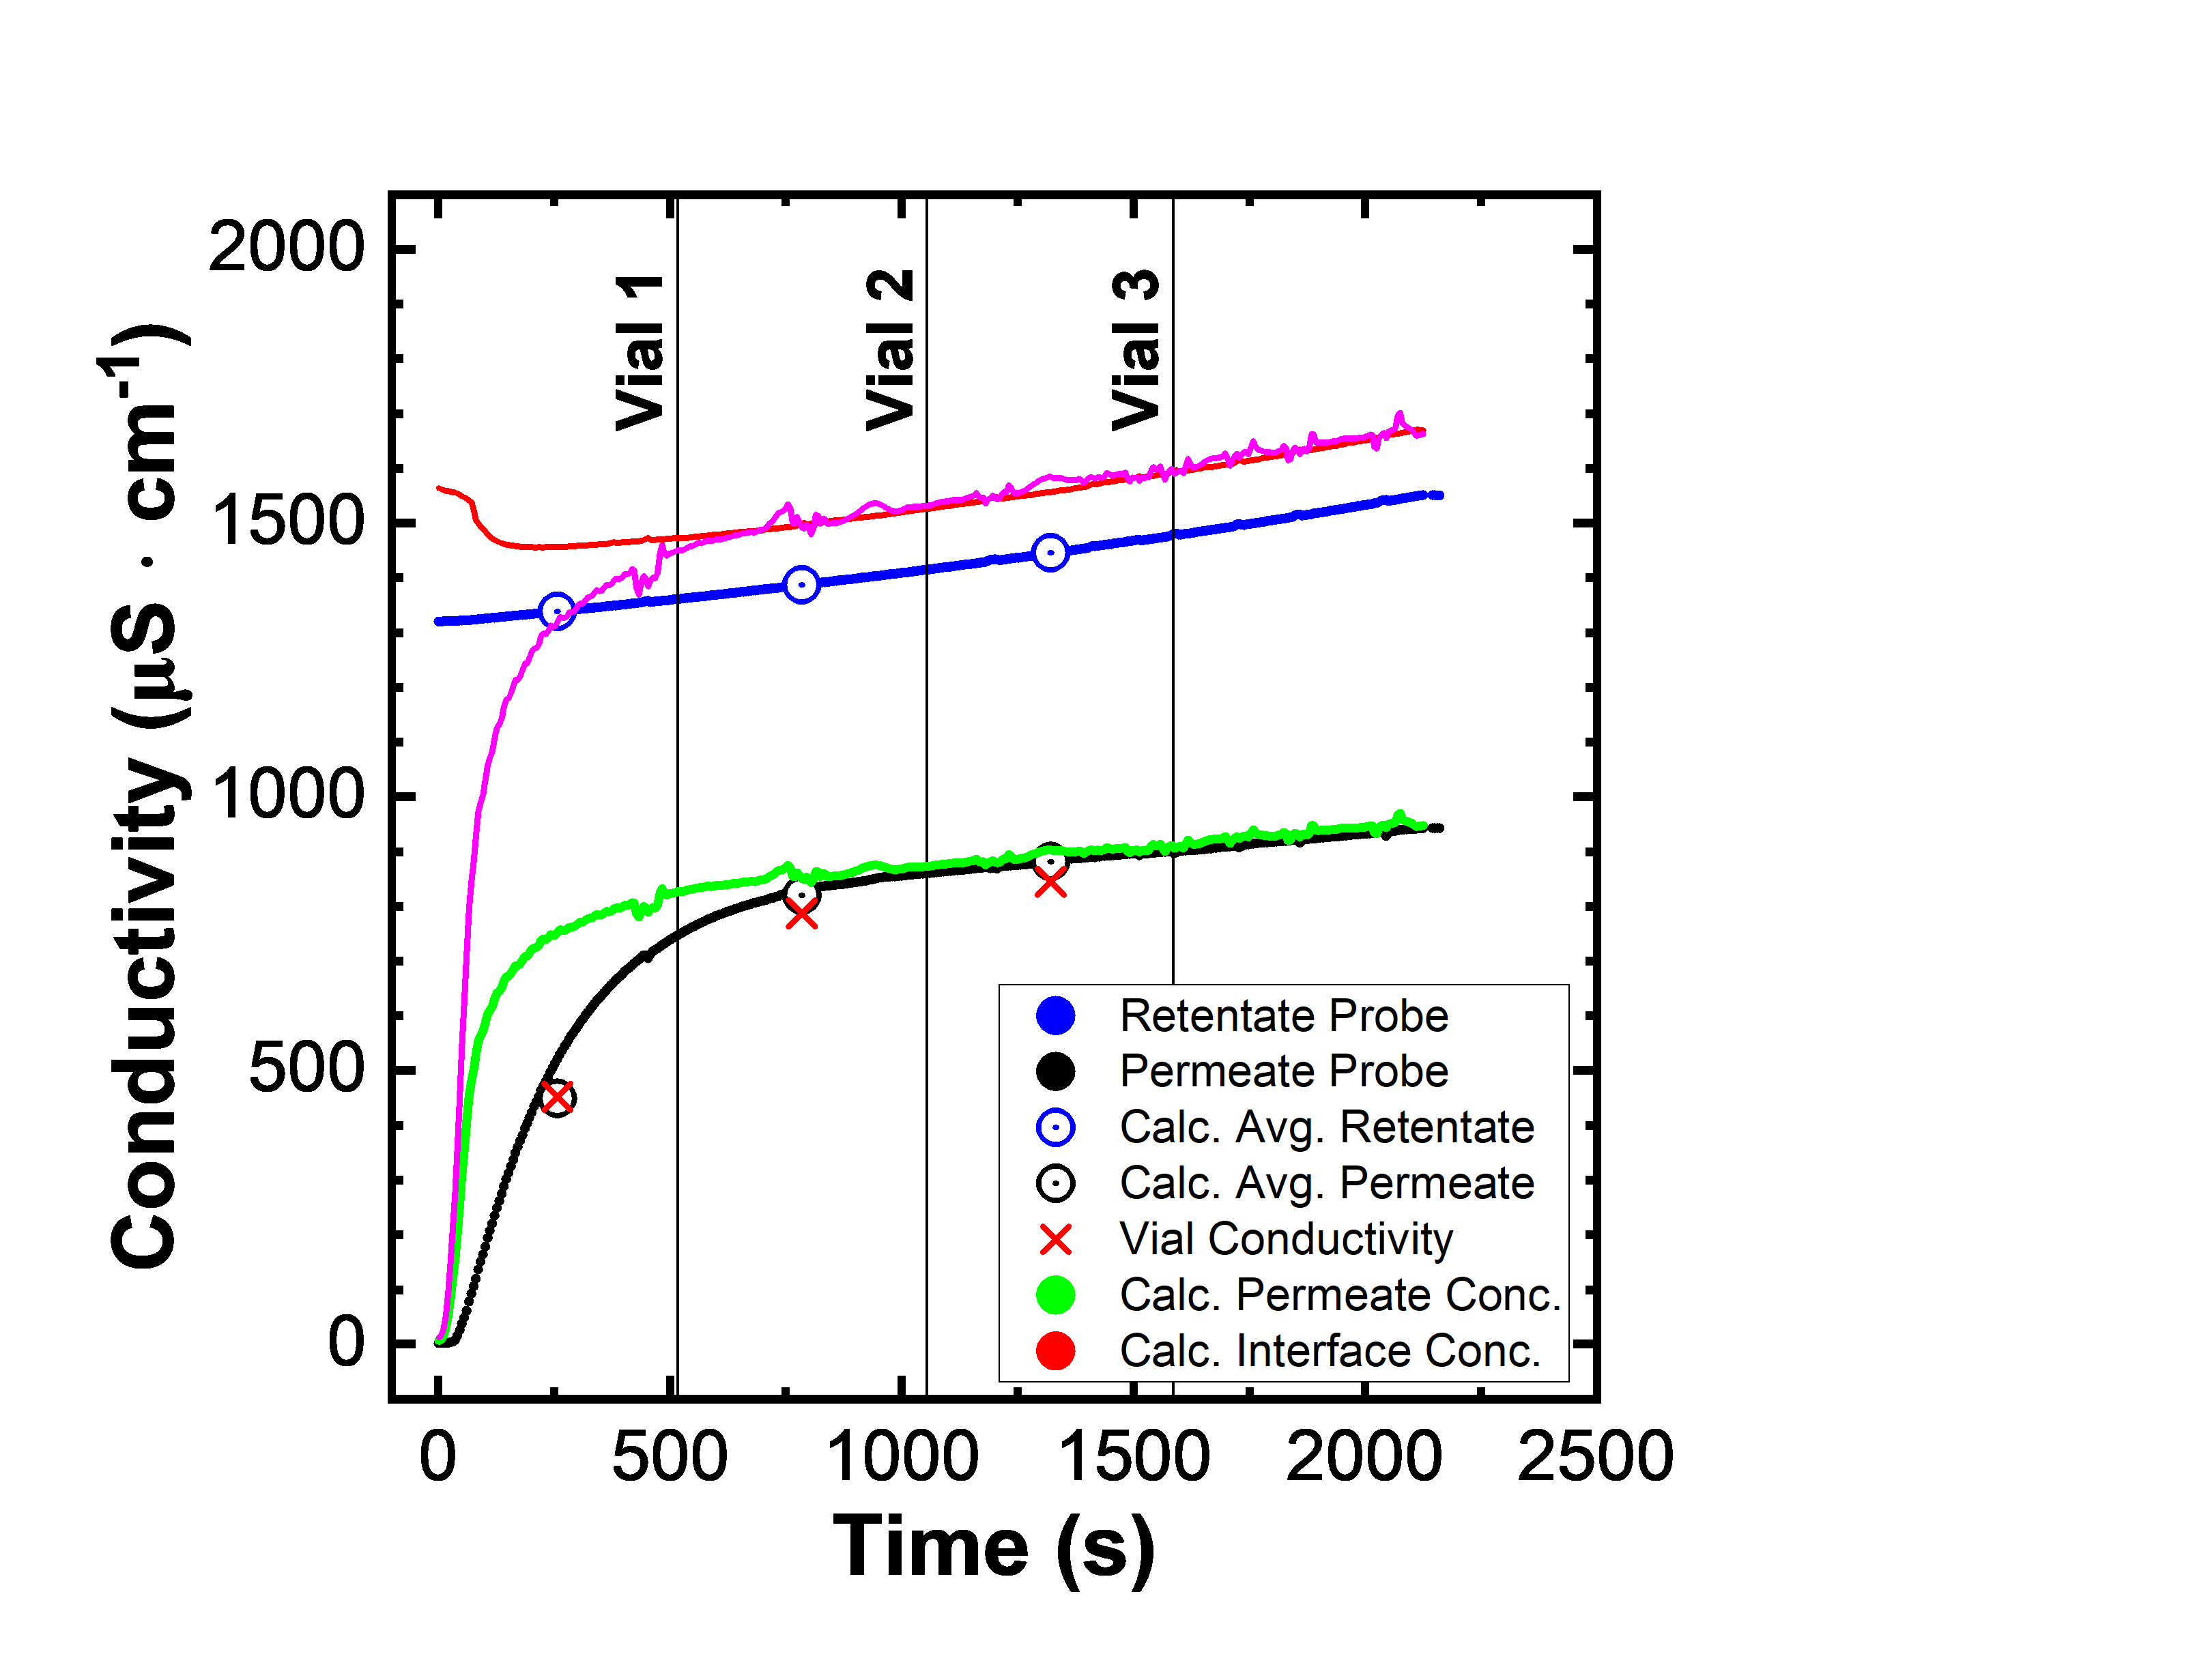 2000
1500
1000
500
0
Conductivity (µS · cm-1)
Vial 1
Vial 2
Vial 3
Retentate Probe
Permeate Probe
Calc. Avg. Retentate
Calc. Avg. Permeate
Vial Conductivity
Calc. Permeate Conc.
Calc. Interface Conc.
0 500 1000 1500 2000 2500
Time (s)